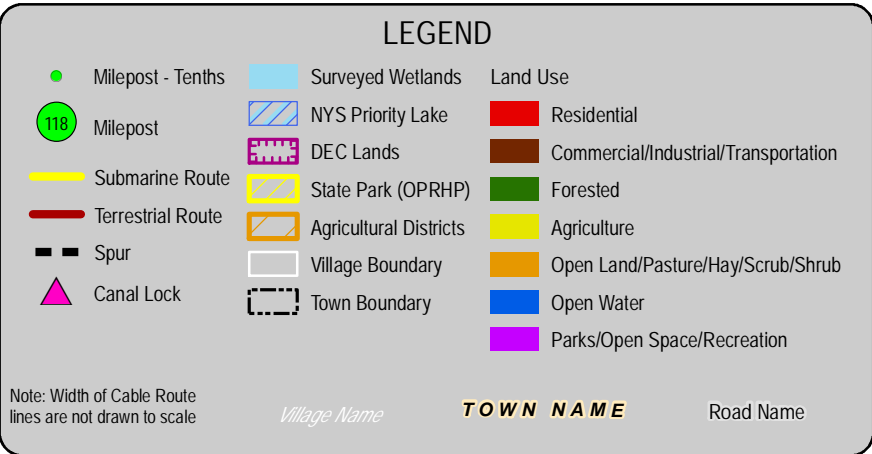 LEGEND
Milepost - Tenths
118
Milepost
Submarine Route
Terrestrial Route
Spur
Canal Lock
Surveyed Wetlands
NYS Priority Lake
DEC Lands
State Park (OPRHP)
Agricultural Districts
Village Boundary
Town Boundary
Land Use
Residential
Commercial/Industrial/Transportation
Forested
Agriculture
Open Land/Pasture/Hay/Scrub/Shrub
Open Water
Parks/Open Space/Recreation
Note: Width of Cable Route
lines are not drawn to scale
Village Name
TOWN NAME
Road Name